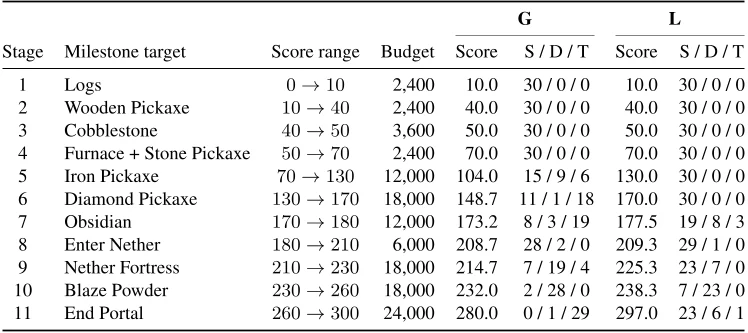 G L
Stage Milestone target Score range Budget Score S / D / T Score S / D / T
1 Logs 0 → 10 2,400 10.0 30 / 0 / 0 10.0 30 / 0 / 0
2 Wooden Pickaxe 10 → 40 2,400 40.0 30 / 0 / 0 40.0 30 / 0 / 0
3 Cobblestone 40 → 50 3,600 50.0 30 / 0 / 0 50.0 30 / 0 / 0
4 Furnace + Stone Pickaxe 50 → 70 2,400 70.0 30 / 0 / 0 70.0 30 / 0 / 0
5 Iron Pickaxe 70 → 130 12,000 104.0 15 / 9 / 6 130.0 30 / 0 / 0
6 Diamond Pickaxe 130 → 170 18,000 148.7 11 / 1 / 18 170.0 30 / 0 / 0
7 Obsidian 170 → 180 12,000 173.2 8 / 3 / 19 177.5 19 / 8 / 3
8 Enter Nether 180 → 210 6,000 208.7 28 / 2 / 0 209.3 29 / 1 / 0
9 Nether Fortress 210 → 230 18,000 214.7 7 / 19 / 4 225.3 23 / 7 / 0
10 Blaze Powder 230 → 260 18,000 232.0 2 / 28 / 0 238.3 7 / 23 / 0
11 End Portal 260 → 300 24,000 280.0 0 / 1 / 29 297.0 23 / 6 / 1